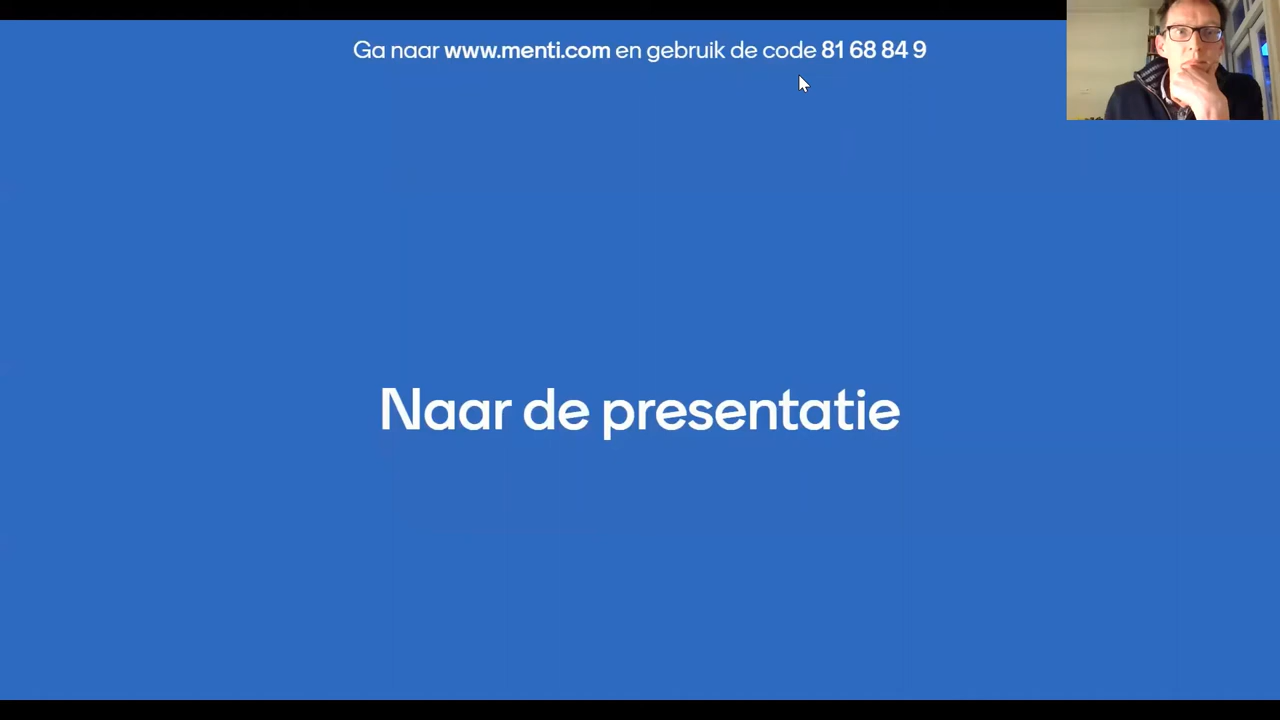 Ga naar www.menti.com en gebruik de code 81 68 84 9
Naar de presentatie